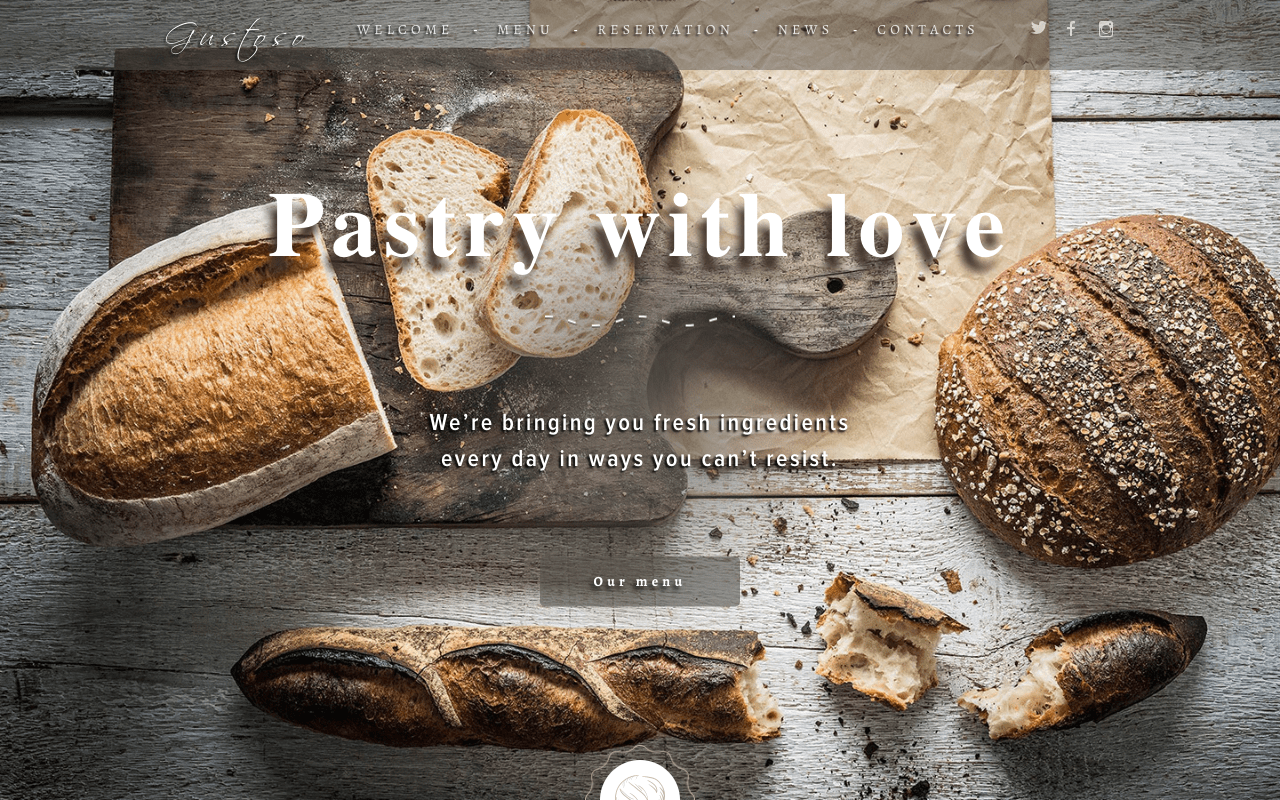 Gustoso
WELCOME - MENU - RESERVATION - NEWS - CONTACTS
Pastry with love
We’re bringing you fresh ingredients
every day in ways you can’t resist.
Our menu